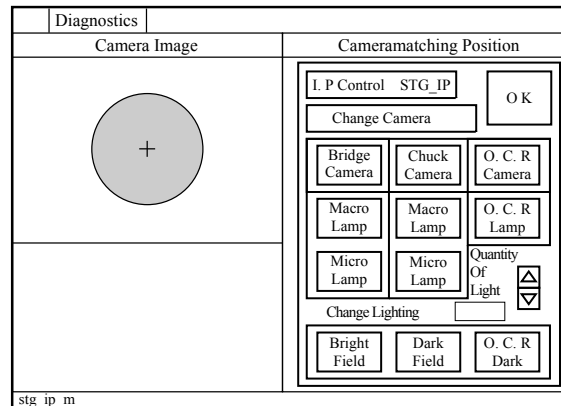 Diagnostics
Camera Image
Cameramatching Position
I. P Control STG_IP
O K
Change Camera
Bridge
Camera
Chuck
Camera
O. C. R
Camera
Macro
Lamp
Macro
Lamp
O. C. R
Lamp
Micro
Lamp
Micro
Lamp
Quantity
Of
Light
Change Lighting
Bright
Field
Dark
Field
O. C. R
Dark
stg_ip_m